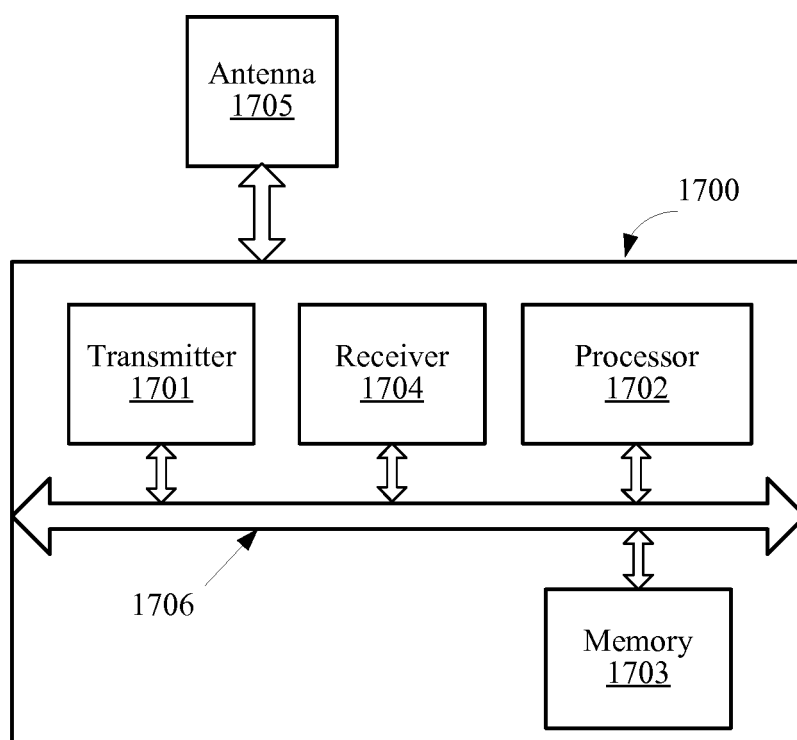 Antenna
1705
1700
Transmitter
1701
Receiver
1704
Processor
1702
1706
Memory
1703